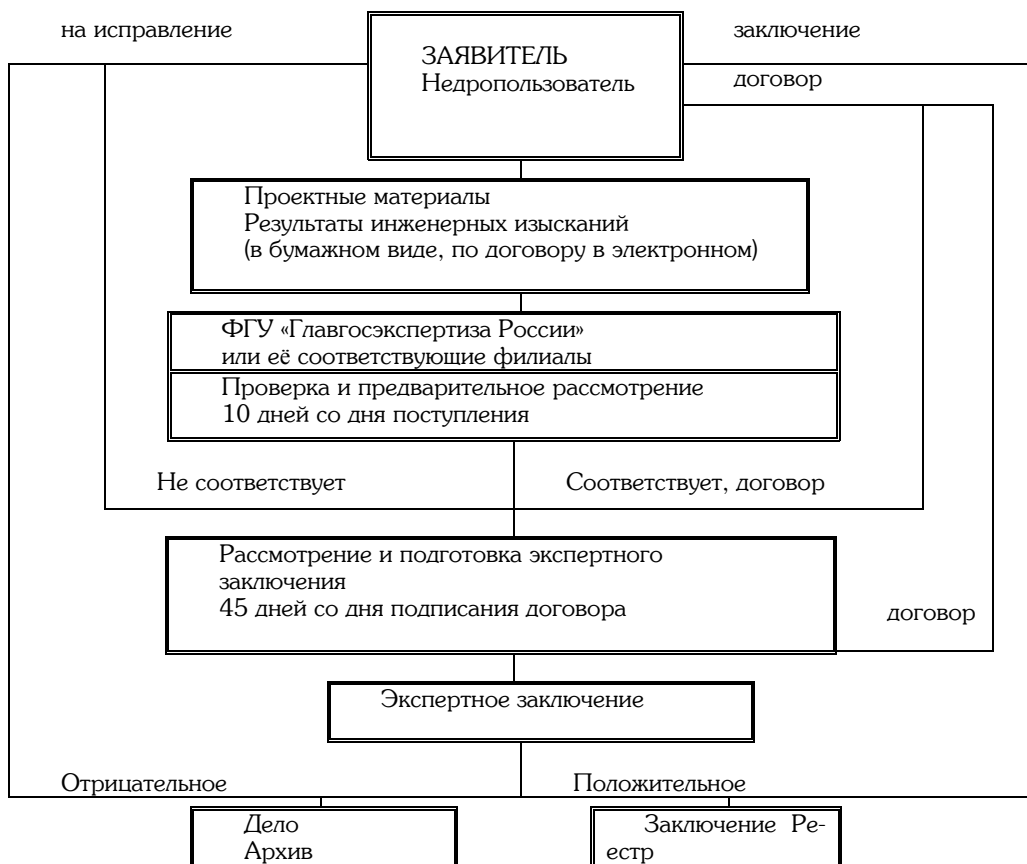 на исправление
заключение
ЗАЯВИТЕЛЬ
Недропользователь
договор
Проектные материалы
Результаты инженерных изысканий
(в бумажном виде, по договору в электронном)
ФГУ «Главгосэкспертиза России»
или её соответствующие филиалы
Проверка и предварительное рассмотрение
10 дней со дня поступления
Не соответствует
Соответствует, договор
Рассмотрение и подготовка экспертного
заключения
45 дней со дня подписания договора
договор
Экспертное заключение
Отрицательное
Положительное
Дело
Архив
Заключение Ре-
естр